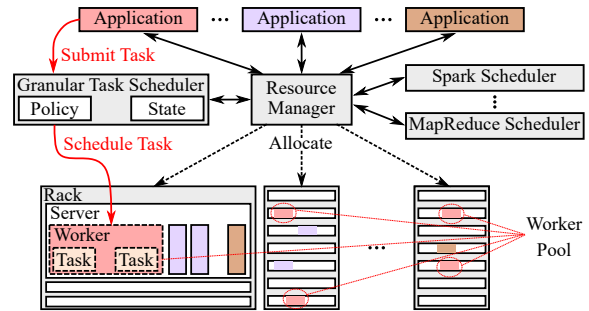 Application ... Application ... Application
Submit Task
Granular Task Scheduler
Policy State
Resource
Manager
Spark Scheduler
MapReduce Scheduler
Schedule Task
Allocate
Rack
Server
Worker
Task Task
...
Worker
Pool